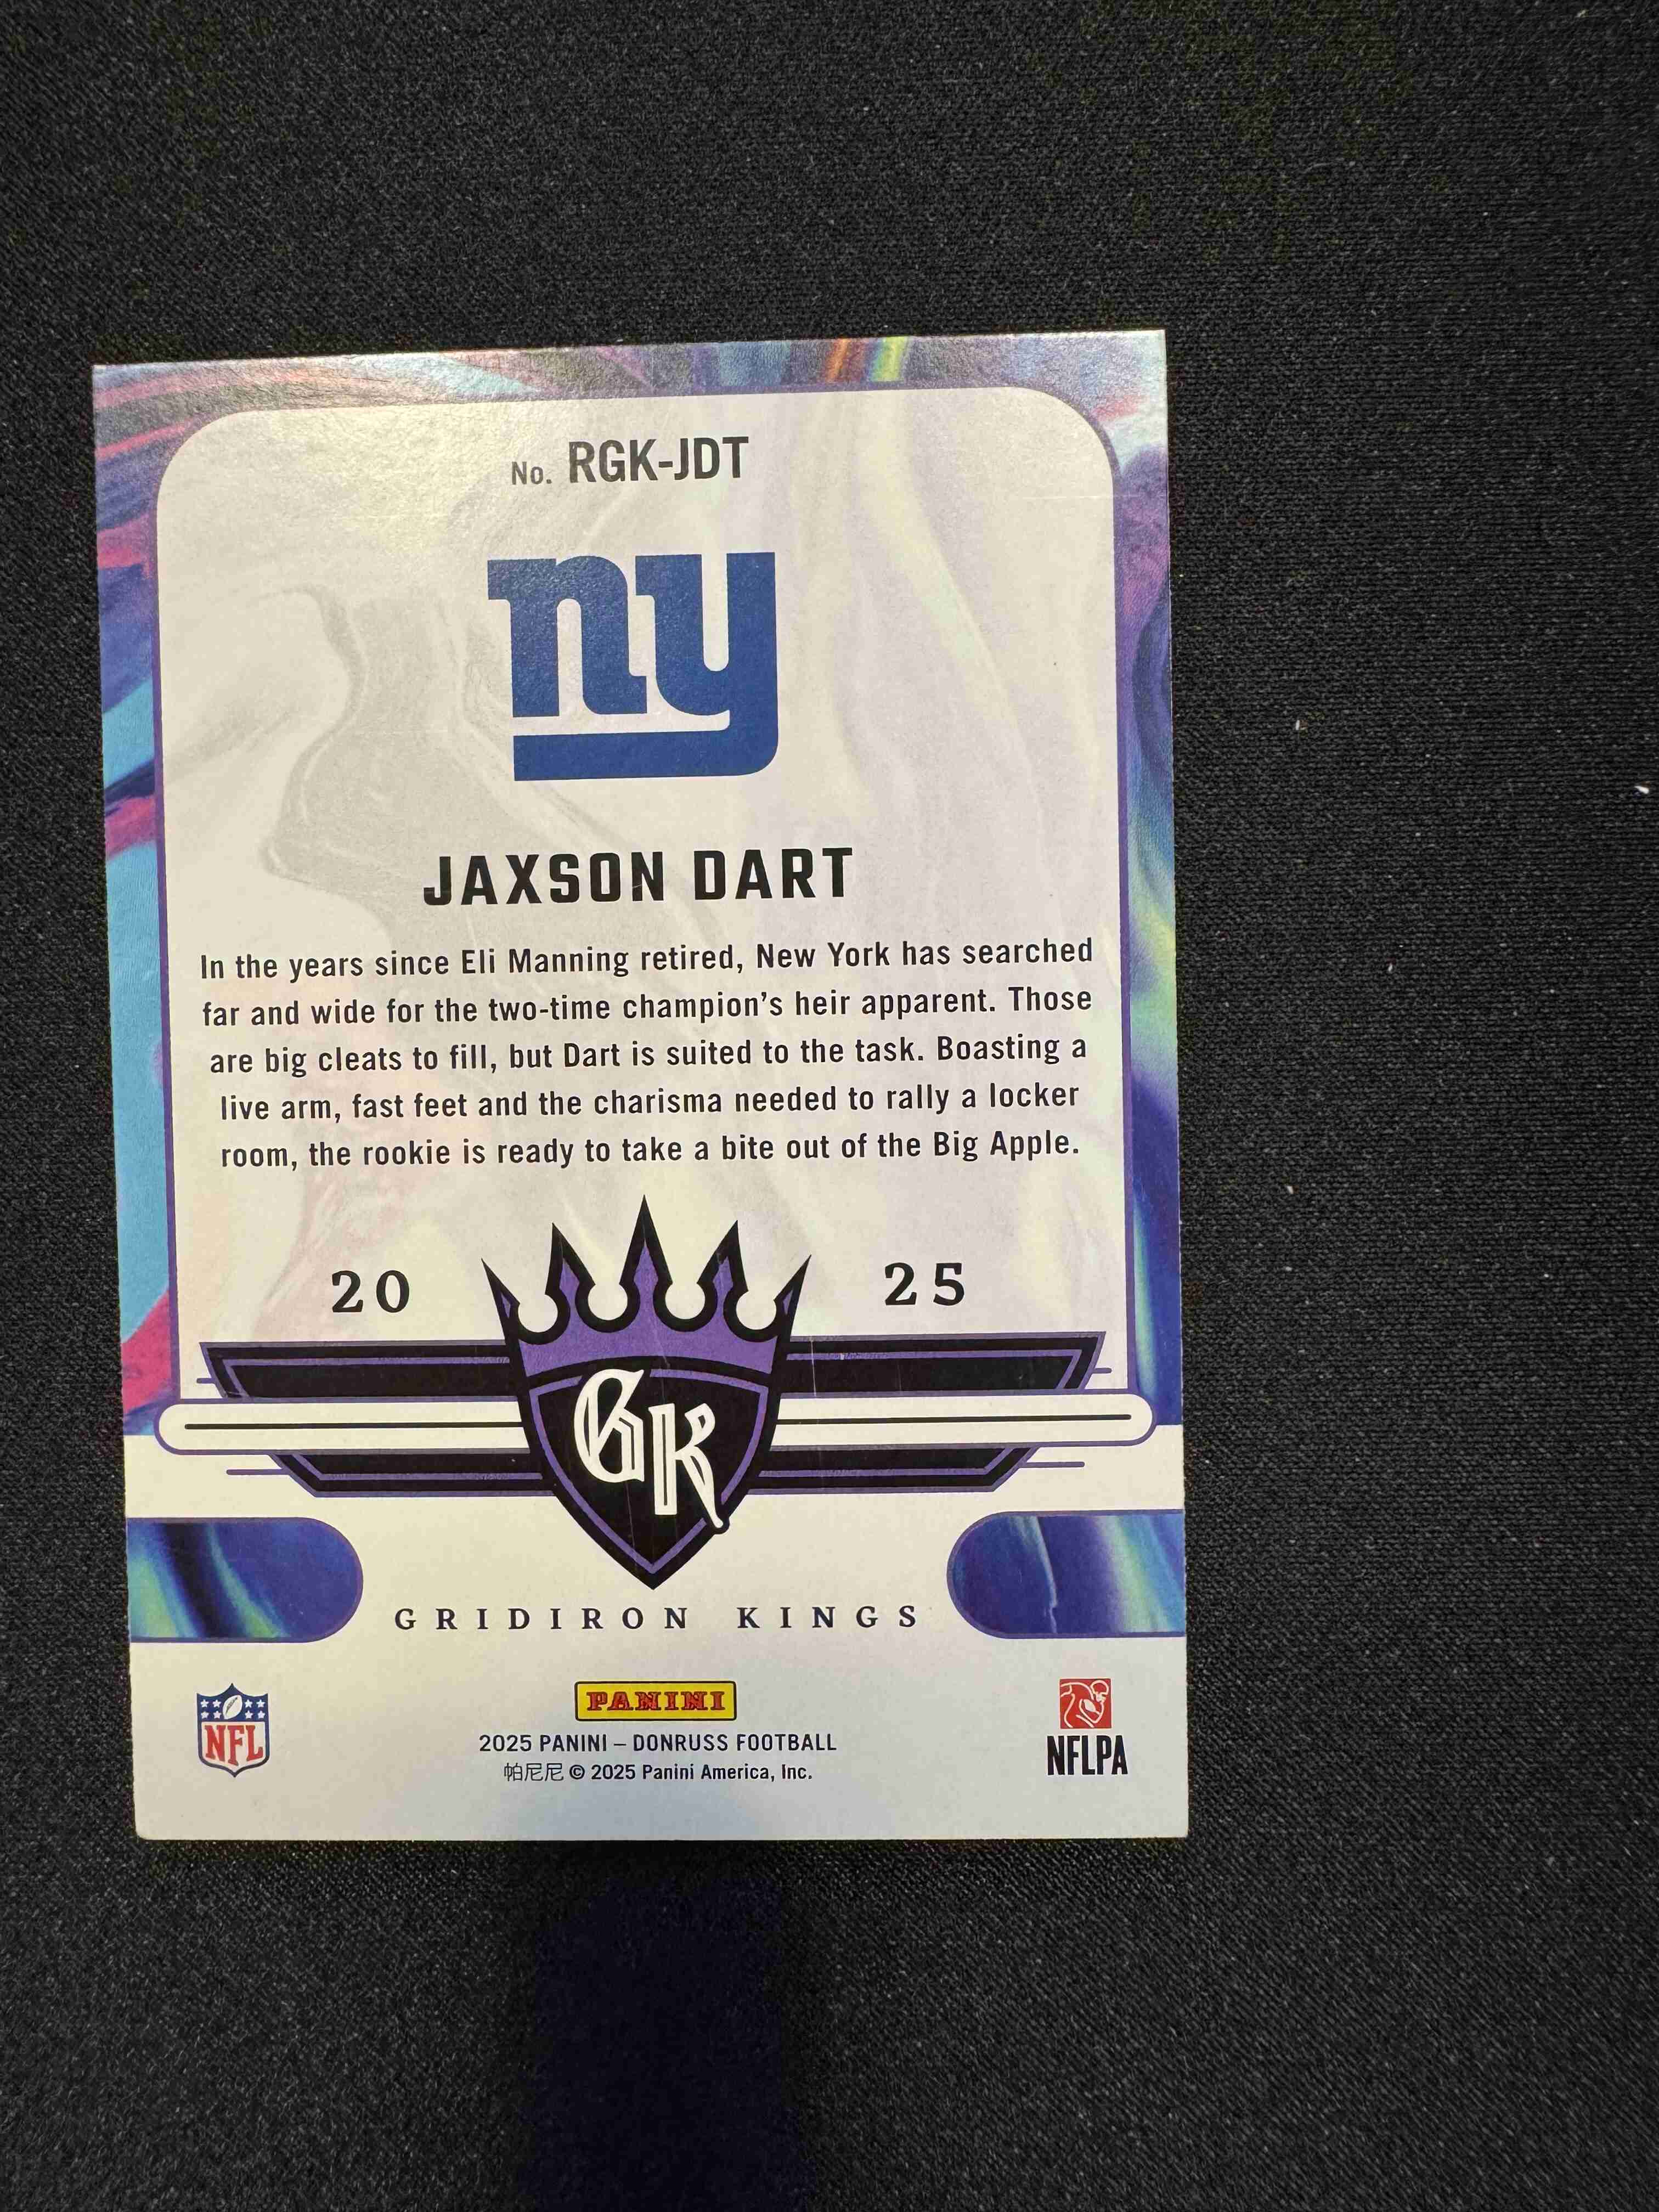 No. RGK-JDT
ny
JAXSON DART
In the years since Eli Manning retired, New York has searched
far and wide for the two-time champion's heir apparent. Those
are big cleats to fill, but Dart is suited to the task. Boasting a
live arm, fast feet and the charisma needed to rally a locker
room, the rookie is ready to take a bite out of the Big Apple.
20 25
GK
GRIDIRON KINGS
NFL
PANINI
2025 PANINI – DONRUSS FOOTBALL
帕尼尼 © 2025 Panini America, Inc.
NFLPA